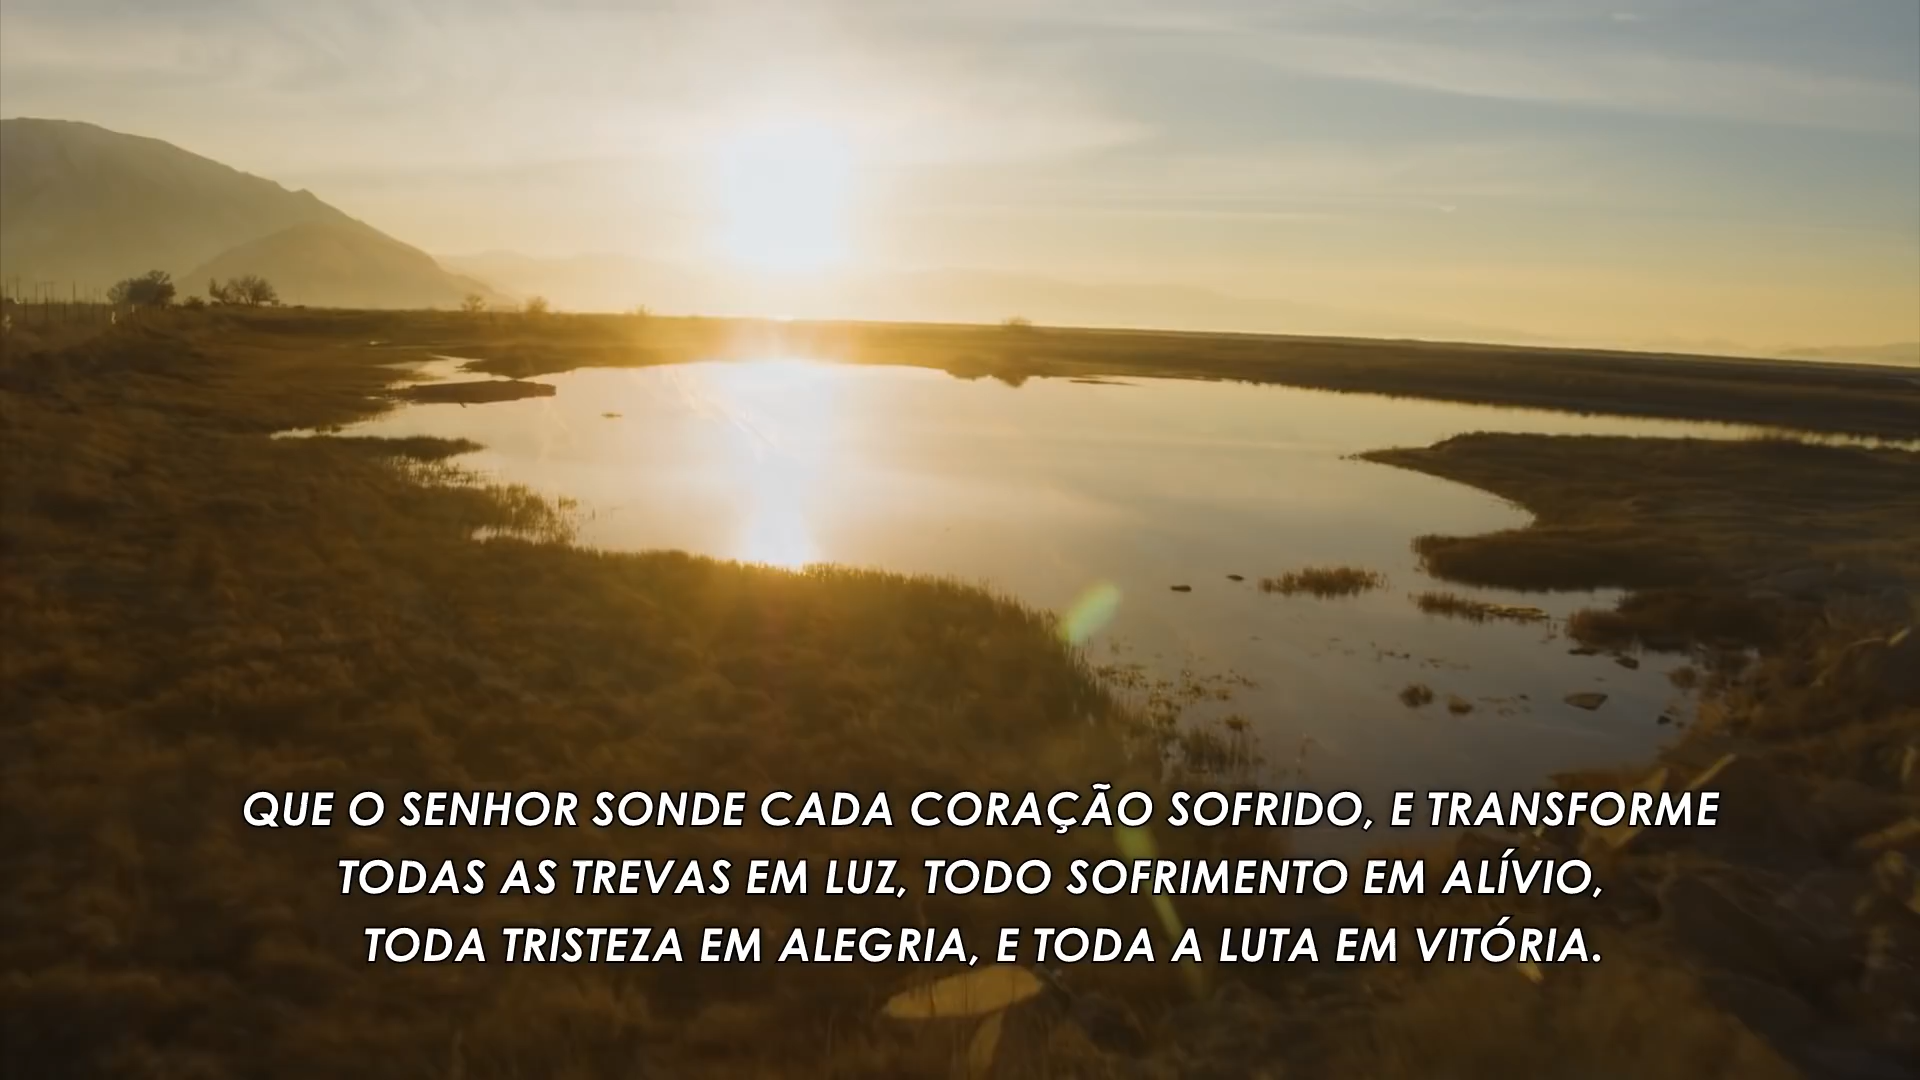 QUE O SENHOR SONDE CADA CORAÇÃO SOFRIDO, E TRANSFORME
TODAS AS TREVAS EM LUZ, TODO SOFRIMENTO EM ALÍVIO,
TODA TRISTEZA EM ALEGRIA, E TODA A LUTA EM VITÓRIA.